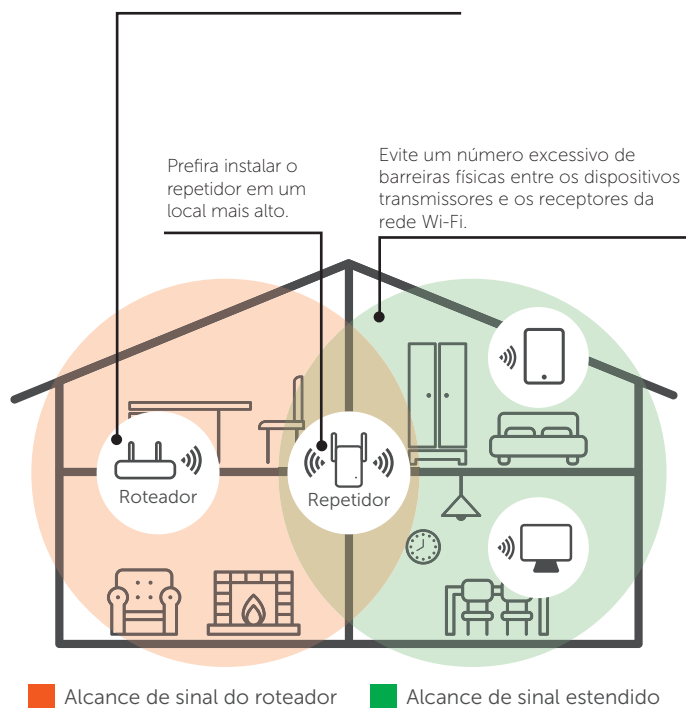 Prefira instalar o
repetidor em um
local mais alto.
Evite um número excessivo de
barreiras físicas entre os dispositivos
transmissores e os receptores da
rede Wi-Fi.
Roteador
Repetidor
Alcance de sinal do roteador
Alcance de sinal estendido